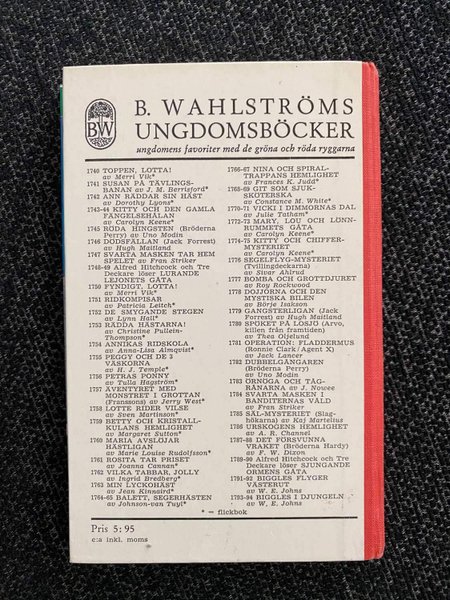 BW
B. WAHLSTRÖMS
UNGDOMSBÖCKER
ungdomens favoriter med de gröna och röda ryggarna
1740 TOPPEN, LOTTA!
av Merri Vik*
1741 SUSAN PÅ TÄVLINGS-
BANAN av J. M. Berrisford*
1742 ANN RÄDDAR SIN HÄST
av Dorothy Lyons*
1743-44 KITTY OCH DEN GAMLA
FÄNGELSEHÅLAN
av Carolyn Keene*
1745 RÖDA HINGSTEN (Bröderna
Perry) av Uno Modin
1746 DÖDSFÄLLAN (Jack Forrest)
av Hugh Maitland
1747 SVARTA MASKEN TAR HEM
SPELET av Fran Striker
1748-49 Alfred Hitchcock och Tre
Deckare löser LURANDE
LEJONETS GÅTA
1750 FYNDIGT, LOTTA!
av Merri Vik*
1751 RIDKOMPISAR
av Patricia Leitch*
1752 DE SMYGANDE STEGEN
av Lynn Hall*
1753 RÄDDA HÄSTARNA!
av Christine Pullein-
Thompson*
1754 ANNIKAS RIDSKOLA
av Anna-Lisa Almqvist*
1755 PEGGY OCH DE 3
VÄSKORNA
av H. J. Temple*
1756 PETRAS PONNY
av Tulla Hagström*
1757 ÄVENTYRET MED
MONSTRET I GROTTAN
(Fransson) av Jerry West*
1758 LOTTE RIDER VILSE
av Sven Martinson*
1759 BETTY OCH KRISTALL-
KULANS HEMLIGHET
av Margaret Sutton*
1760 MARIA AVSLÖJAR
HÄSTLIGAN
av Marie Louise Rudolfsson*
1761 ROSITA TAR PRISET
av Joanna Cannan*
1762 VILKA TABBAR, JOLLY
av Ingrid Bredberg*
1763 MIN LYCKOHÄST
av Jean Kinnaird*
1764-65 BALETT, SEGERHÄSTEN
av Johnson-van Tuyl*
1766-67 NINA OCH SPIRAL-
TRAPPANS HEMLIGHET
av Frances K. Judd*
1768-69 GIT SOM SJUK-
SKÖTERSKA
av Constance M. White*
1770-71 VICKI I DIMMORNAS DAL
av Julie Tatham*
1772-73 MARY, LOU OCH LÖNN-
RUMMETS GÅTA
av Carolyn Keene*
1774-75 KITTY OCH CHIFFER-
MYSTERIET
av Carolyn Keene*
1776 SEGELFLYG-MYSTERIET
(Tvillingdeckarna)
av Sivar Ahlrud
1777 BOMBA OCH GROTTDJURET
av Roy Rockwood
1778 DOJJORNA OCH DEN
MYSTISKA BILEN
av Börje Isakson
1779 GANGSTERLIGAN (Jack
Forrest) av Hugh Maitland
1780 SPÖKET PÅ LÖSJÖ (Arvo,
killen från framtiden)
av Thea Oljelund
1781 OPERATION: FLADDERMUS
(Ronnie Clark/Agent X)
av Jack Lancer
1782 DUBBELGÅNGAREN
(Bröderna Perry)
av Uno Modin
1783 ÖRNÖGA OCH TÅG-
RÅNARNA av J. Novee
1784 SVARTA MASKEN I
BANDITERNAS VÅLD
av Fran Striker
1785 SÄL-MYSTERIET (Slag-
hökarna) av Kaj Martelius
1786 URSKOGENS HEMLIGHET
av A. R. Channel
1787-88 DET FÖRSVUNNA
VRAKET (Bröderna Hardy)
av F. W. Dixon
1789-90 Alfred Hitchcock och Tre
Deckare löser SJUNGANDE
ORMENS GÅTA
1791-92 BIGGLES FLYGER
VÄSTERUT
av W. E. Johns
1793-94 BIGGLES I DJUNGELN
av W. E. Johns
* = flickbok
Pris 5:95
c:a inkl. moms